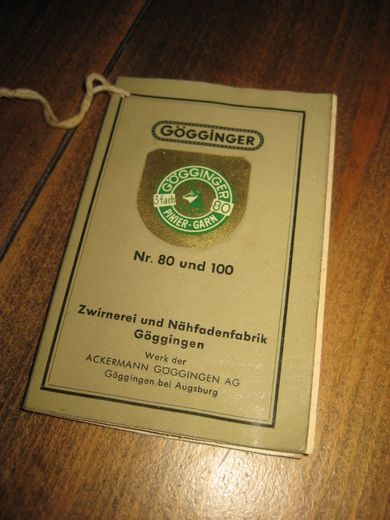 GÖGGINGER
GÖGGINGER
3fach 80
PIKIER-GARN
Nr. 80 und 100
Zwirnerei und Nähfadenfabrik
Göggingen
Werk der
ACKERMANN GÖGGINGEN AG
Göggingen bei Augsburg